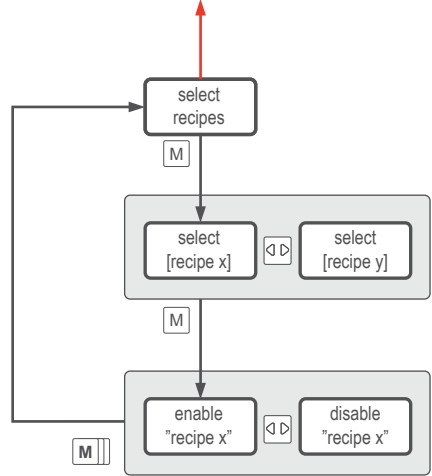 select
recipes
M
select
[recipe x]
select
[recipe y]
M
enable
”recipe x”
disable
”recipe x”
M